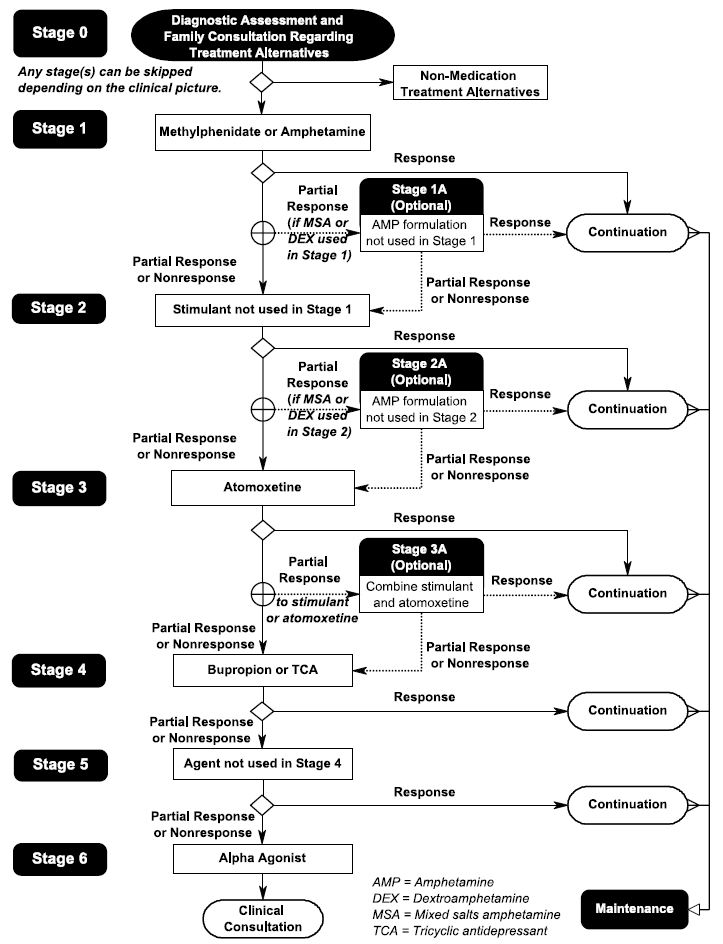 Stage 0
Diagnostic Assessment and
Family Consultation Regarding
Treatment Alternatives
Any stage(s) can be skipped
depending on the clinical picture.
Non-Medication
Treatment Alternatives
Stage 1
Methylphenidate or Amphetamine
Response
Partial
Response
(if MSA or
DEX used
in Stage 1)
Stage 1A
(Optional)
AMP formulation
not used in Stage 1
Response
Continuation
Partial Response
or Nonresponse
Partial Response
or Nonresponse
Stage 2
Stimulant not used in Stage 1
Response
Partial
Response
(if MSA or
DEX used
in Stage 2)
Stage 2A
(Optional)
AMP formulation
not used in Stage 2
Response
Continuation
Partial Response
or Nonresponse
Partial Response
or Nonresponse
Stage 3
Atomoxetine
Response
Partial
Response
to stimulant
or atomoxetine
Stage 3A
(Optional)
Combine stimulant
and atomoxetine
Response
Continuation
Partial Response
or Nonresponse
Partial Response
or Nonresponse
Stage 4
Bupropion or TCA
Response
Continuation
Partial Response
or Nonresponse
Stage 5
Agent not used in Stage 4
Response
Continuation
Partial Response
or Nonresponse
Stage 6
Alpha Agonist
Clinical
Consultation
AMP = Amphetamine
DEX = Dextroamphetamine
MSA = Mixed salts amphetamine
TCA = Tricyclic antidepressant
Maintenance